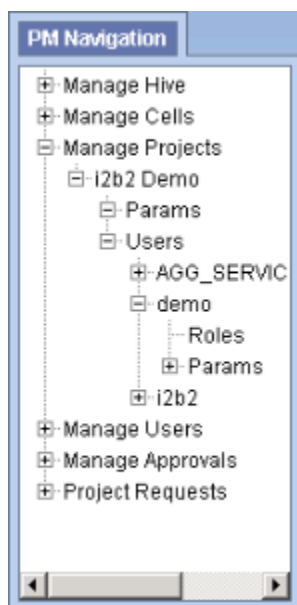 PM Navigation
Manage Hive
Manage Cells
Manage Projects
i2b2 Demo
Params
Users
AGG_SERVIC
demo
Roles
Params
i2b2
Manage Users
Manage Approvals
Project Requests